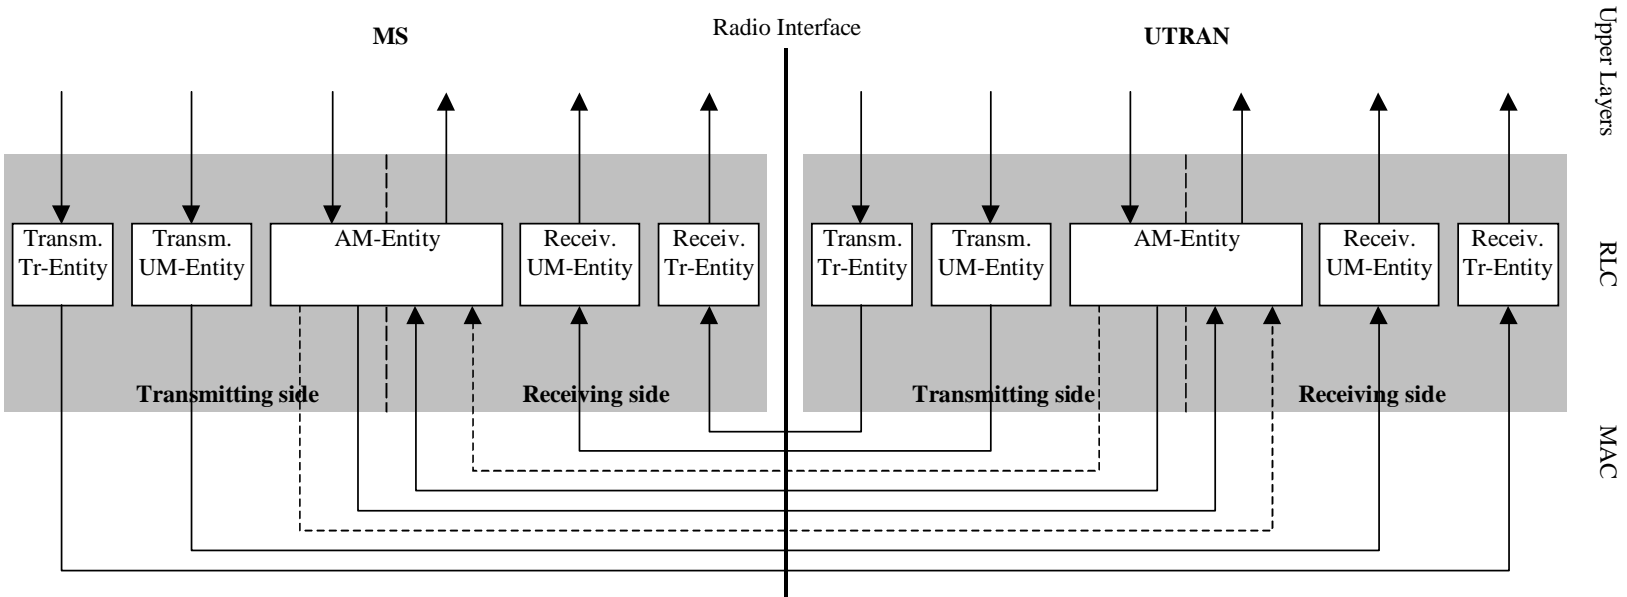 Radio Interface
MS
UTRAN
Upper Layers
Transm.
Tr-Entity
Transm.
UM-Entity
AM-Entity
Receiv.
UM-Entity
Receiv.
Tr-Entity
Transm.
Tr-Entity
Transm.
UM-Entity
AM-Entity
Receiv.
UM-Entity
Receiv.
Tr-Entity
RLC
Transmitting side
Receiving side
Transmitting side
Receiving side
MAC